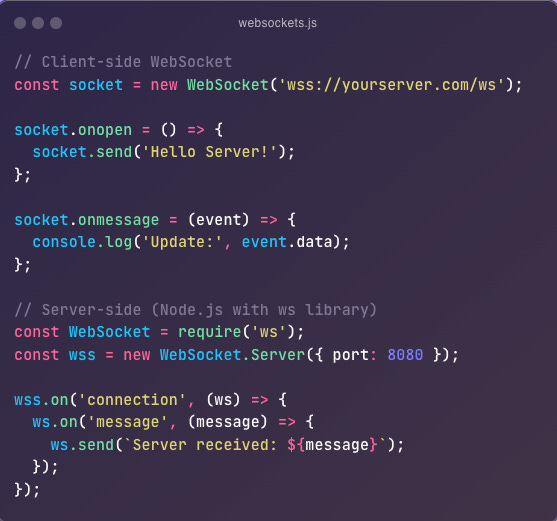 websockets.js
// Client-side WebSocket
const socket = new WebSocket('wss://yourserver.com/ws');
socket.onopen = () => {
  socket.send('Hello Server!');
};
socket.onmessage = (event) => {
  console.log('Update:', event.data);
};
// Server-side (Node.js with ws library)
const WebSocket = require('ws');
const wss = new WebSocket.Server({ port: 8080 });
wss.on('connection', (ws) => {
  ws.on('message', (message) => {
    ws.send(`Server received: ${message}`);
  });
});